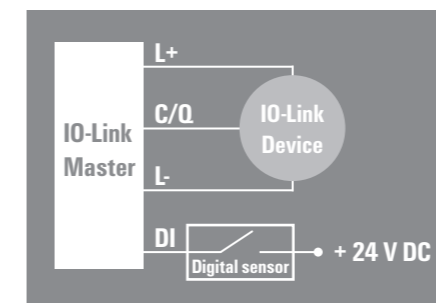 L+
C/Q
IO-Link
Master
IO-Link
Device
L-
DI
Digital sensor
+ 24 V DC